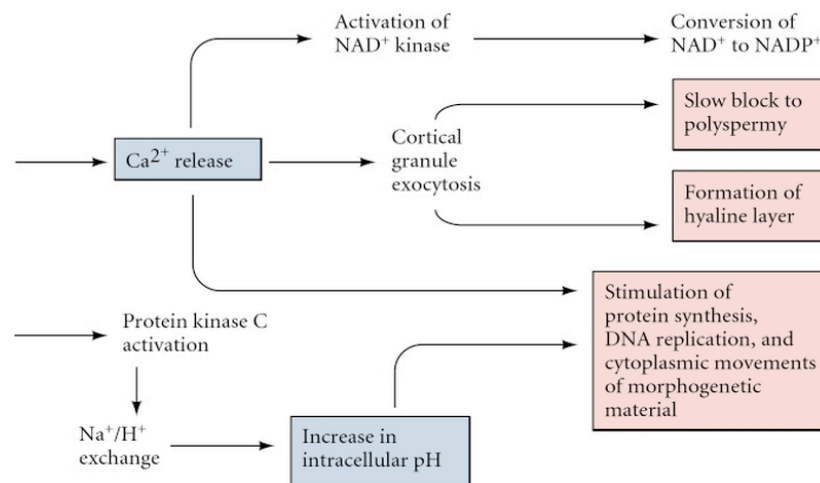 Activation of
NAD⁺ kinase
Conversion of
NAD⁺ to NADP⁺
Slow block to
polyspermy
Ca²⁺ release
Cortical
granule
exocytosis
Formation of
hyaline layer
Stimulation of
protein synthesis,
DNA replication, and
cytoplasmic movements
of morphogenetic
material
Protein kinase C
activation
Na⁺/H⁺
exchange
Increase in
intracellular pH